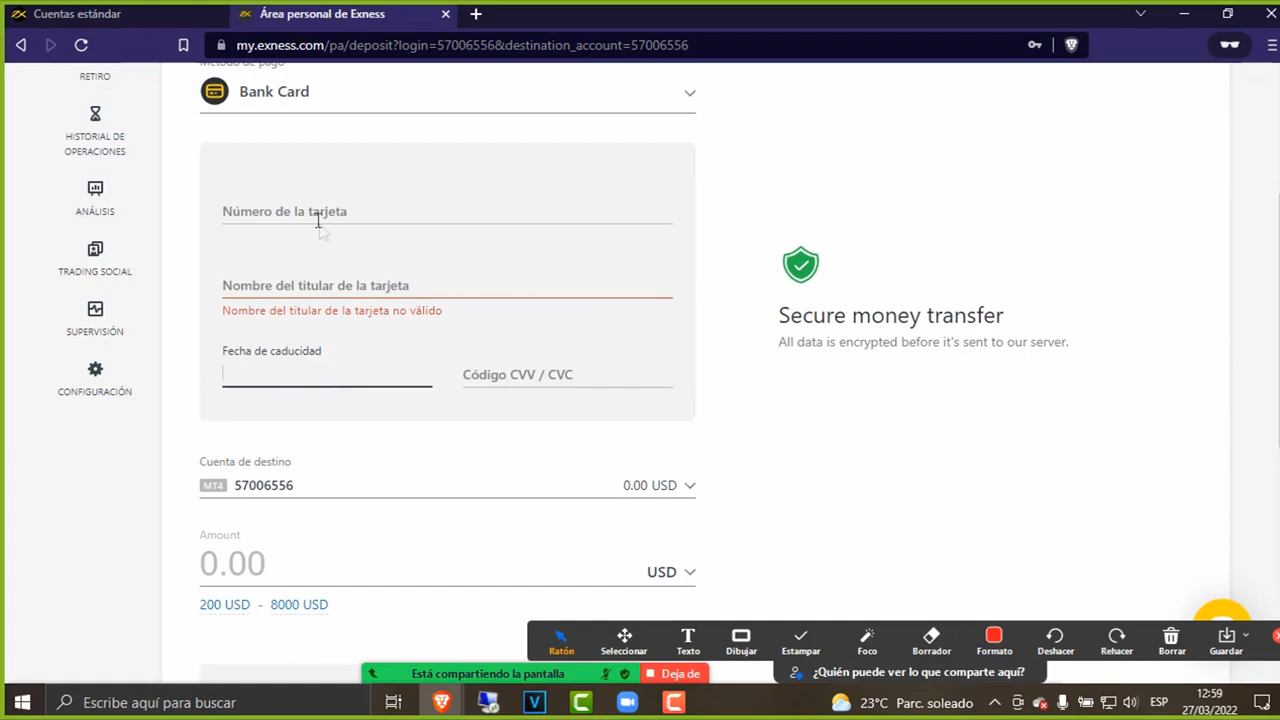 Cuentas estándar
Área personal de Exness
my.exness.com/pa/deposit?login=57006556&destination_account=57006556
RETIRO
HISTORIAL DE
OPERACIONES
ANÁLISIS
TRADING SOCIAL
SUPERVISIÓN
CONFIGURACIÓN
Método de pago
Bank Card
Número de la tarjeta
Nombre del titular de la tarjeta
Nombre del titular de la tarjeta no válido
Fecha de caducidad
Código CVV / CVC
Cuenta de destino
MT4 57006556 0.00 USD
Amount
0.00 USD
200 USD - 8000 USD
Secure money transfer
All data is encrypted before it's sent to our server.
Ratón Seleccionar Texto Dibujar Estampar Foco Borrador Formato Deshacer Rehacer Borrar Guardar
Está compartiendo la pantalla Deja de
¿Quién puede ver lo que comparte aquí?
Escribe aquí para buscar
23°C Parc. soleado
ESP
12:59
27/03/2022